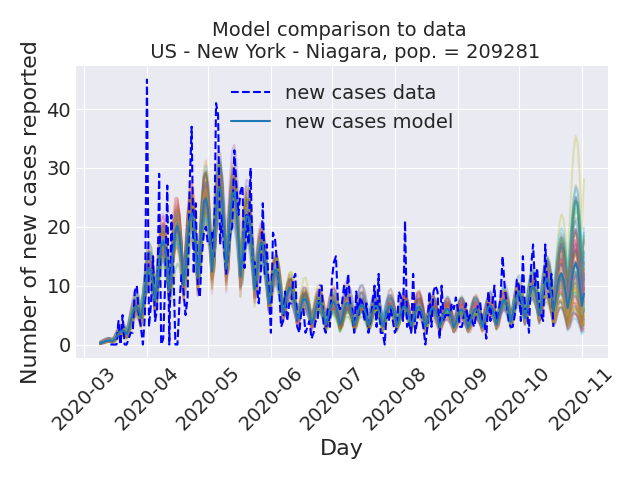 Model comparison to data
US - New York - Niagara, pop. = 209281
Number of new cases reported
40
30
20
10
0
new cases data
new cases model
2020-03
2020-04
2020-05
2020-06
2020-07
2020-08
2020-09
2020-10
2020-11
Day